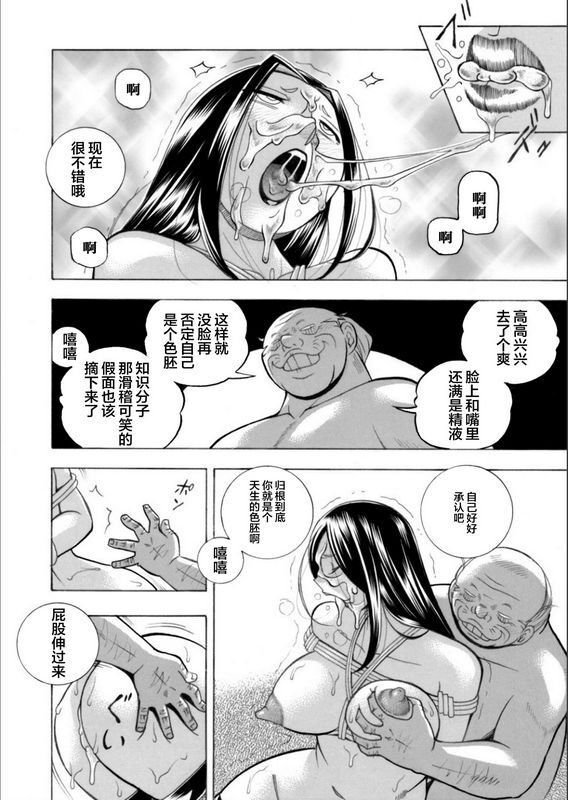 啊
啊
啊
啊
现在
很不错哦
高高兴兴
去了个爽
脸上和嘴里
还满是精液
这样就
没脸再
否定自己
是个色胚
知识分子
那滑稽可笑的
假面也该
摘下来了
嘻嘻
自己好好
承认吧
归根到底
你就是个
天生的色胚啊
嘻嘻
屁股伸过来